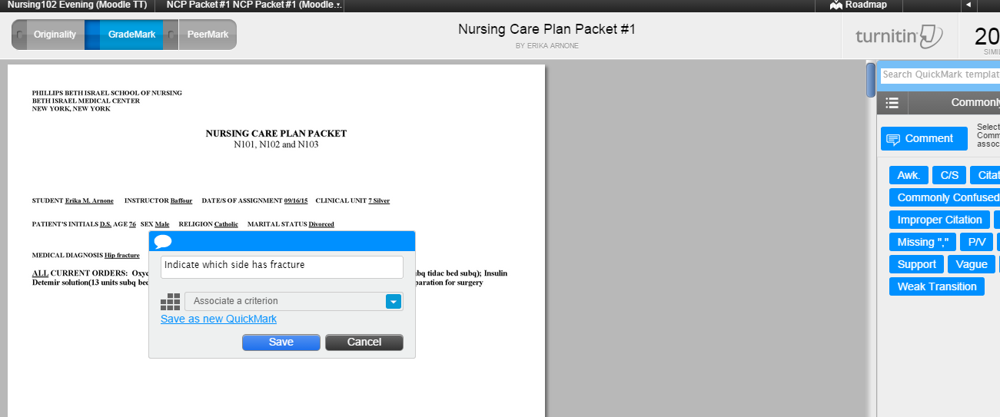 Nursing102 Evening (Moodle TT) NCP Packet #1 NCP Packet #1 (Moodle... Roadmap
Originality GradeMark PeerMark
Nursing Care Plan Packet #1
BY ERIKA ARNONE
turnitin
20
SIMIL
Search QuickMark templat
Commonly
Comment
Select
Comm
assoc
Awk. C/S Citat
Commonly Confused
Improper Citation
Missing "," P/V
Support Vague
Weak Transition
PHILLIPS BETH ISRAEL SCHOOL OF NURSING
BETH ISRAEL MEDICAL CENTER
NEW YORK, NEW YORK
NURSING CARE PLAN PACKET
N101, N102 and N103
STUDENT Erika M. Arnone INSTRUCTOR Baffour DATE/S OF ASSIGNMENT 09/16/15 CLINICAL UNIT 7 Silver
PATIENT'S INITIALS D.S. AGE 76 SEX Male RELIGION Catholic MARITAL STATUS Divorced
MEDICAL DIAGNOSIS Hip fracture
ALL CURRENT ORDERS: Oxyc ubq tidac bed subq); Insulin
Detemir solution(13 units subq bed paration for surgery
Indicate which side has fracture
Associate a criterion
Save as new QuickMark
Save Cancel